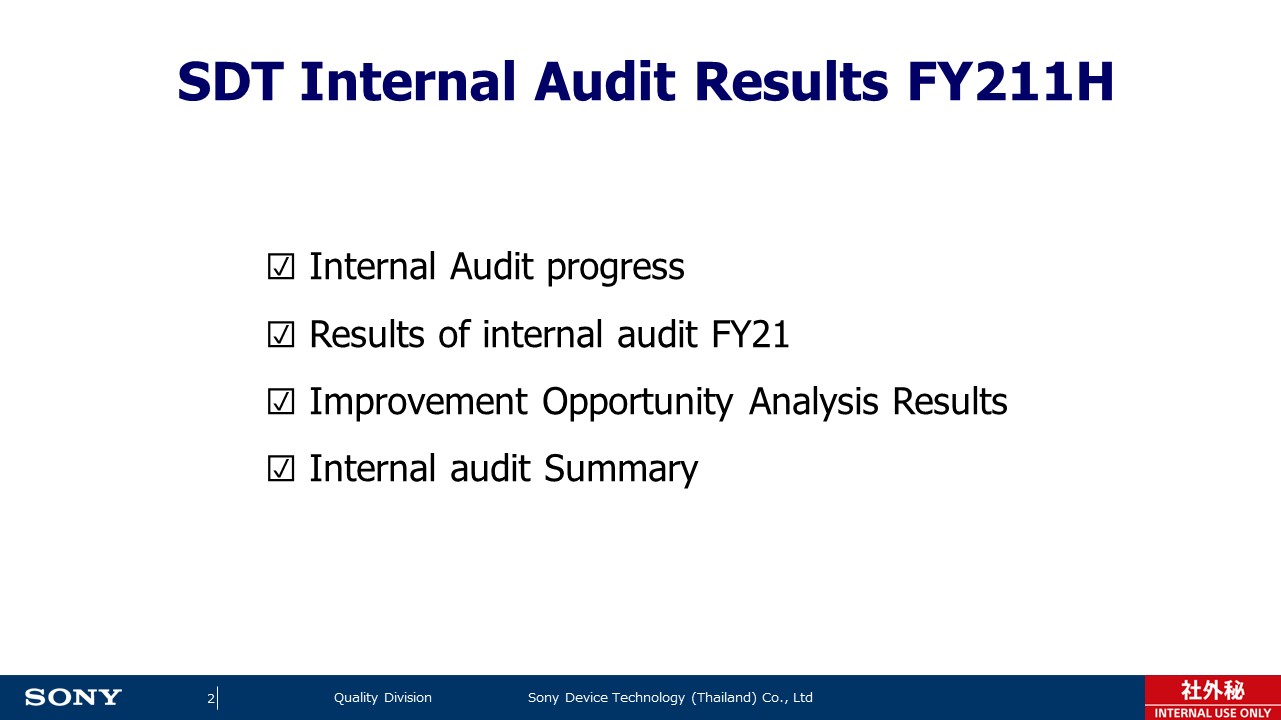 SDT Internal Audit Results FY211H
☑ Internal Audit progress
☑ Results of internal audit FY21
☑ Improvement Opportunity Analysis Results
☑ Internal audit Summary
SONY
2
Quality Division
Sony Device Technology (Thailand) Co., Ltd
社外秘
INTERNAL USE ONLY